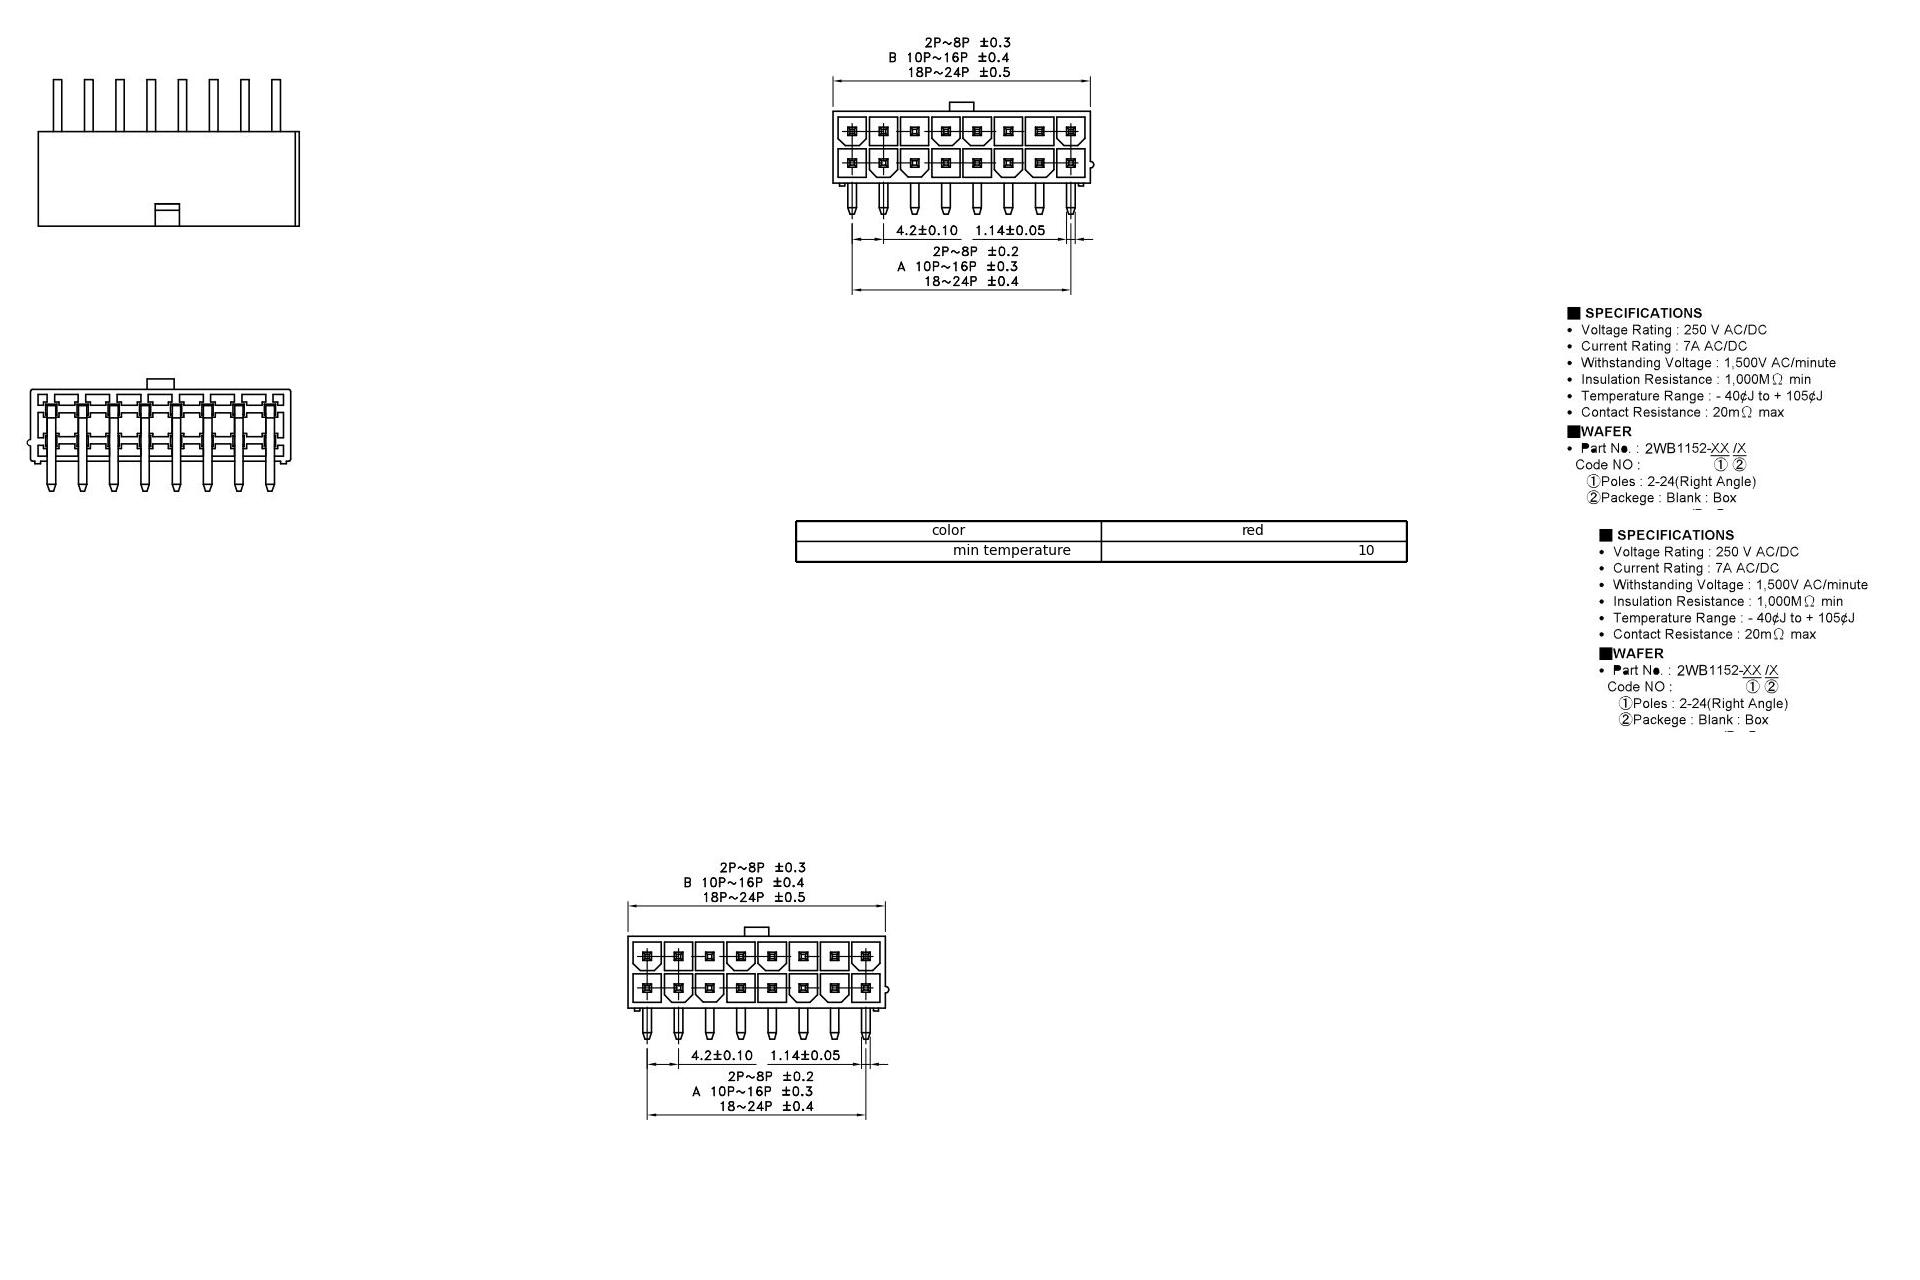 2P~8P ±0.3
B 10P~16P ±0.4
18P~24P ±0.5
4.2±0.10 1.14±0.05
2P~8P ±0.2
A 10P~16P ±0.3
18~24P ±0.4
■ SPECIFICATIONS
• Voltage Rating : 250 V AC/DC
• Current Rating : 7A AC/DC
• Withstanding Voltage : 1,500V AC/minute
• Insulation Resistance : 1,000MΩ min
• Temperature Range : - 40¢J to + 105¢J
• Contact Resistance : 20mΩ max
■WAFER
• Part No. : 2WB1152-XX /X
Code NO : ① ②
①Poles : 2-24(Right Angle)
②Packege : Blank : Box
color red
min temperature 10
■ SPECIFICATIONS
• Voltage Rating : 250 V AC/DC
• Current Rating : 7A AC/DC
• Withstanding Voltage : 1,500V AC/minute
• Insulation Resistance : 1,000MΩ min
• Temperature Range : - 40¢J to + 105¢J
• Contact Resistance : 20mΩ max
■WAFER
• Part No. : 2WB1152-XX /X
Code NO : ① ②
①Poles : 2-24(Right Angle)
②Packege : Blank : Box
2P~8P ±0.3
B 10P~16P ±0.4
18P~24P ±0.5
4.2±0.10 1.14±0.05
2P~8P ±0.2
A 10P~16P ±0.3
18~24P ±0.4